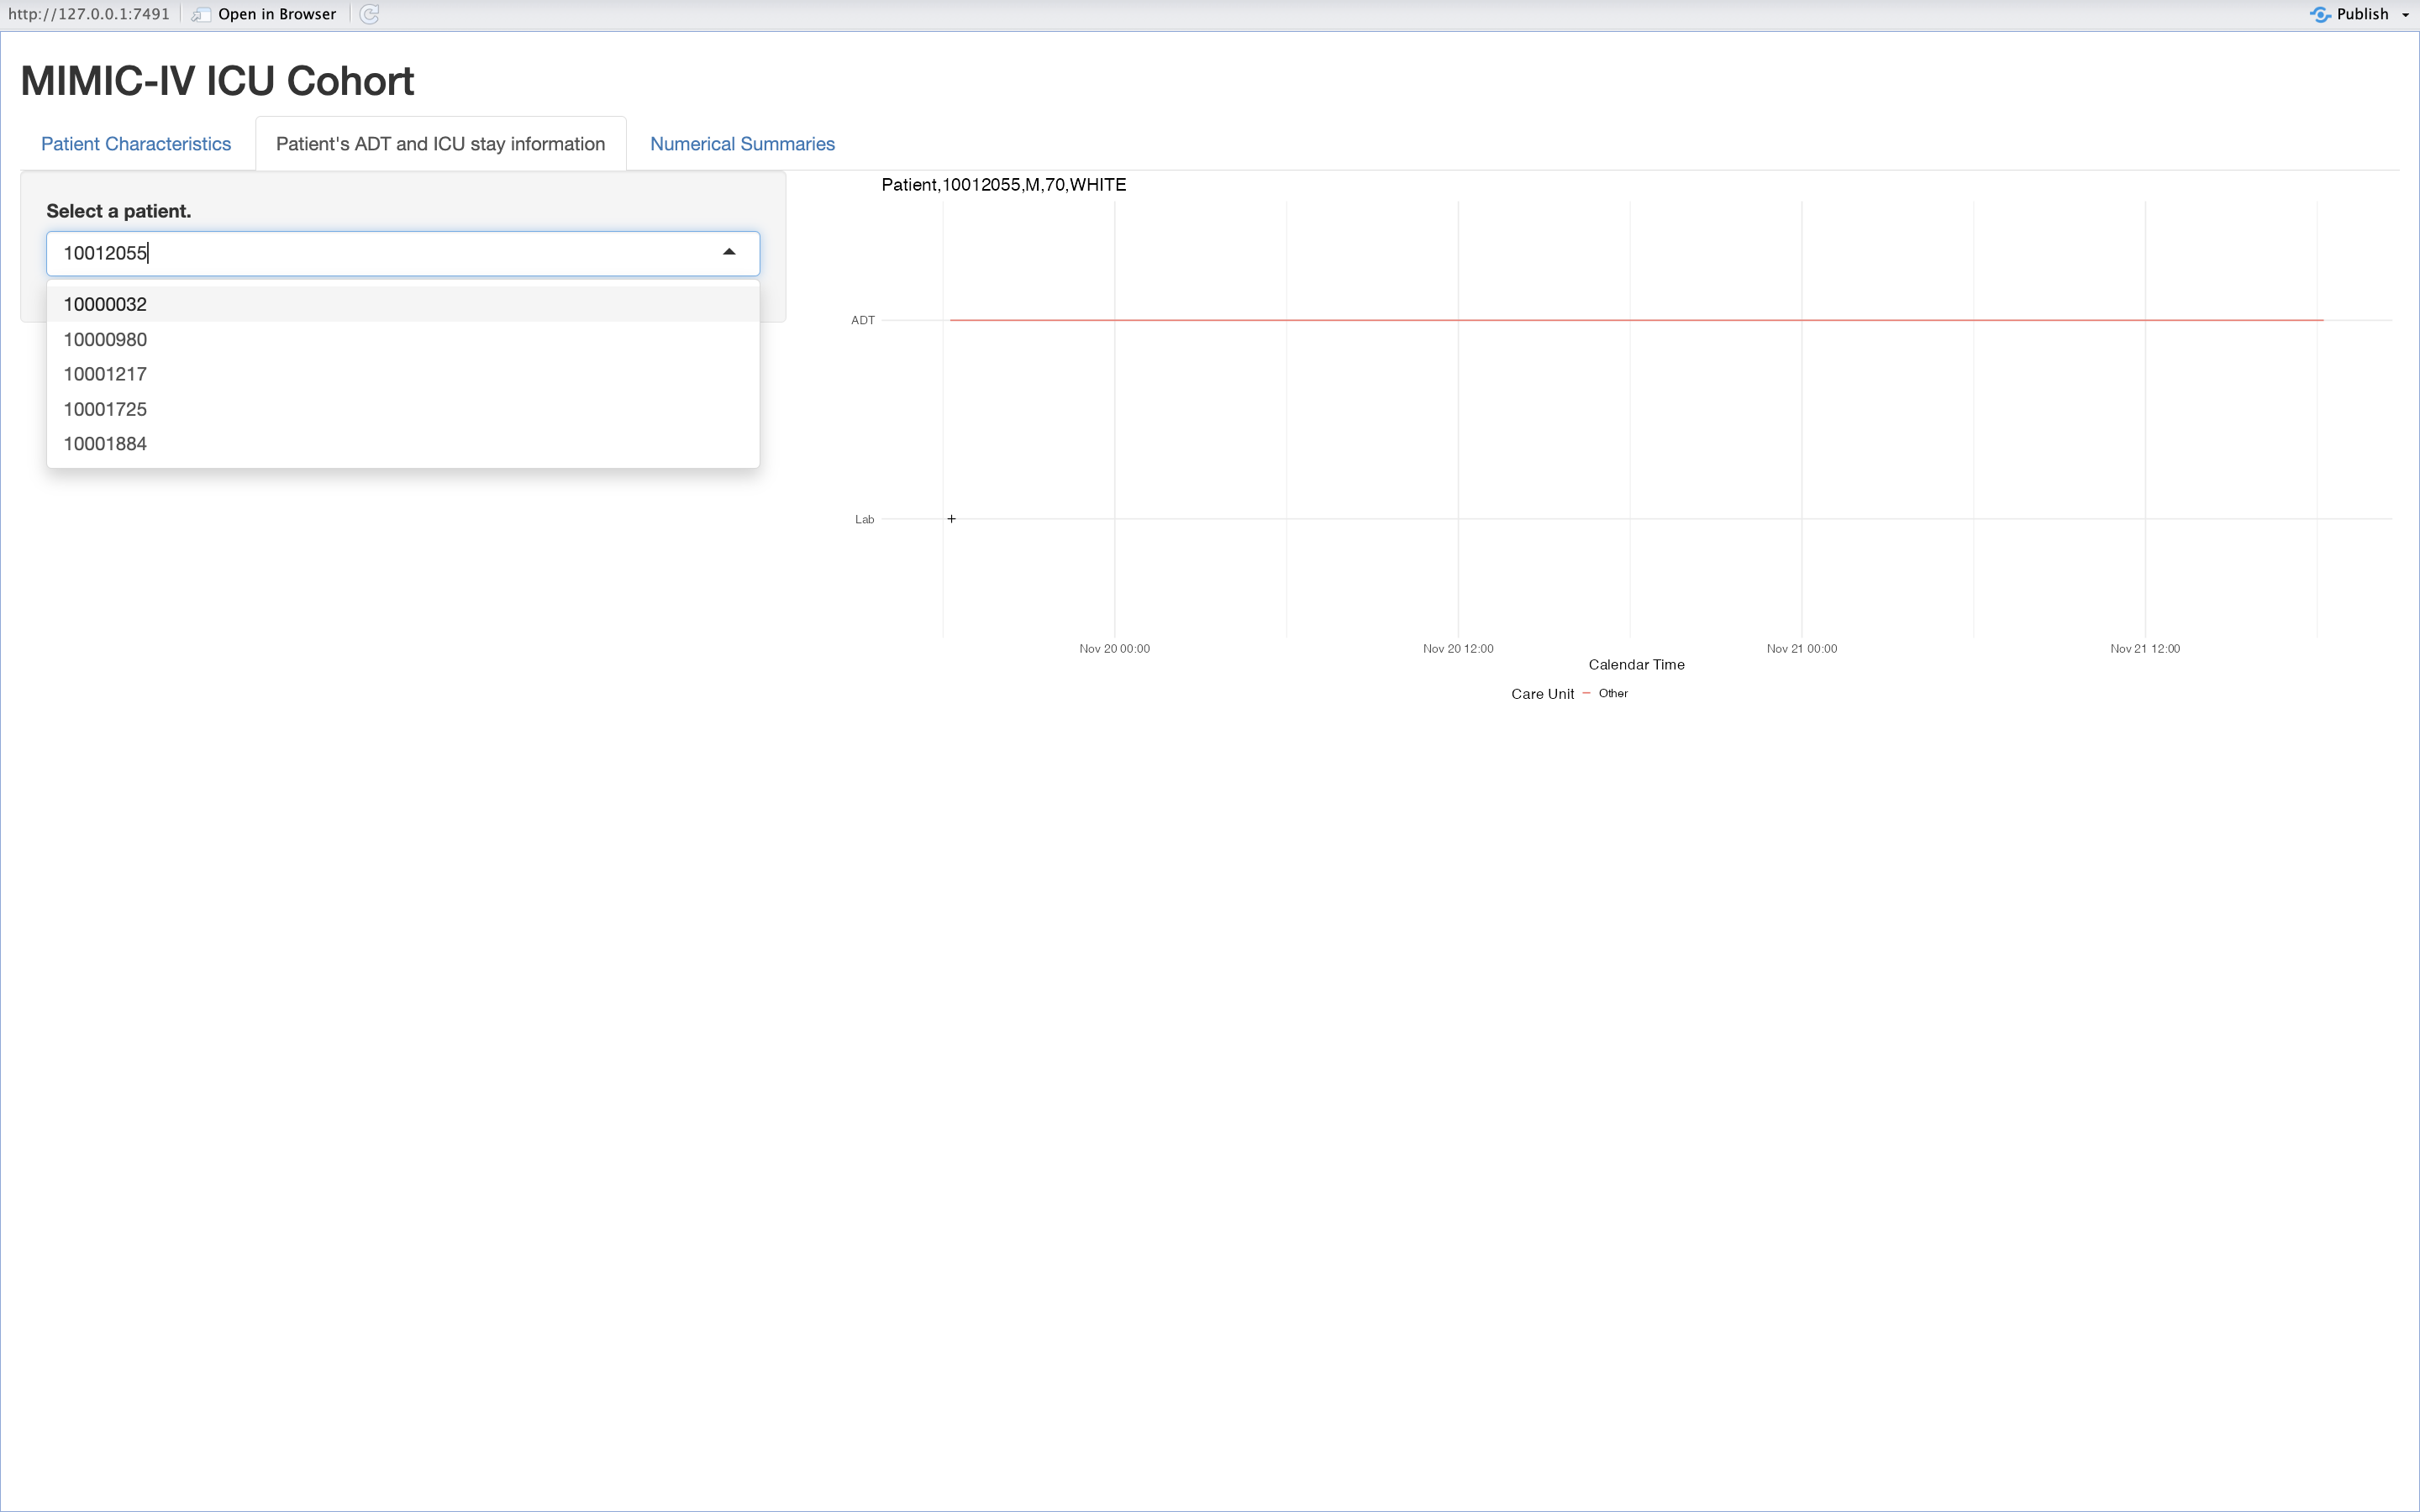 http://127.0.0.1:7491 Open in Browser Publish
MIMIC-IV ICU Cohort
Patient Characteristics Patient's ADT and ICU stay information Numerical Summaries
Select a patient.
10012055
10000032
10000980
10001217
10001725
10001884
Patient,10012055,M,70,WHITE
ADT
Lab
Nov 20 00:00 Nov 20 12:00 Nov 21 00:00 Nov 21 12:00
Calendar Time
Care Unit Other